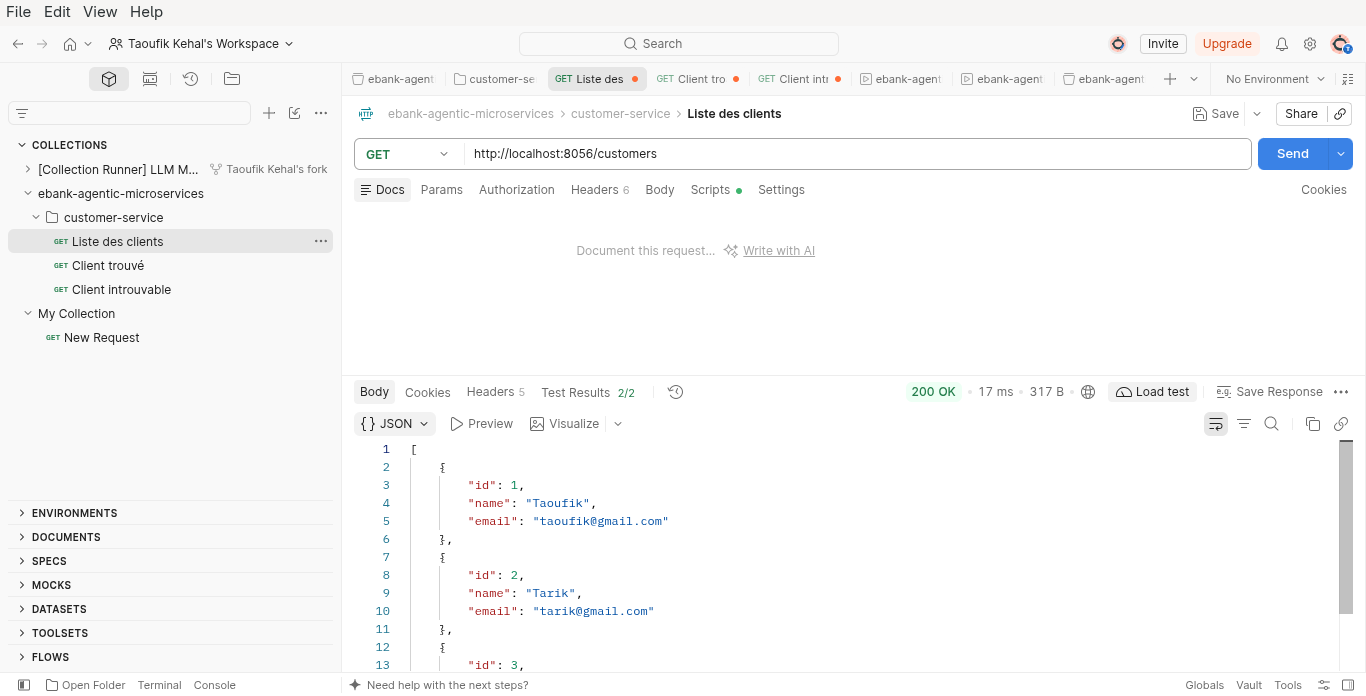 File Edit View Help
Taoufik Kehal's Workspace Search Invite Upgrade
ebank-agent customer-se GET Liste des GET Client tro GET Client intr ebank-agent ebank-agent ebank-agent No Environment
ebank-agentic-microservices > customer-service > Liste des clients Save Share
COLLECTIONS
[Collection Runner] LLM M... Taoufik Kehal's fork
ebank-agentic-microservices
customer-service
GET Liste des clients
GET Client trouvé
GET Client introuvable
My Collection
GET New Request
ENVIRONMENTS
DOCUMENTS
SPECS
MOCKS
DATASETS
TOOLSETS
FLOWS
HTTP
GET http://localhost:8056/customers Send
Docs Params Authorization Headers 6 Body Scripts Settings Cookies
Document this request... Write with AI
Body Cookies Headers 5 Test Results 2/2 200 OK 17 ms 317 B Load test e.g. Save Response
{} JSON Preview Visualize
1 [
2 {
3 "id": 1,
4 "name": "Taoufik",
5 "email": "taoufik@gmail.com"
6 },
7 {
8 "id": 2,
9 "name": "Tarik",
10 "email": "tarik@gmail.com"
11 },
12 {
13 "id": 3,
Open Folder Terminal Console Need help with the next steps? Globals Vault Tools